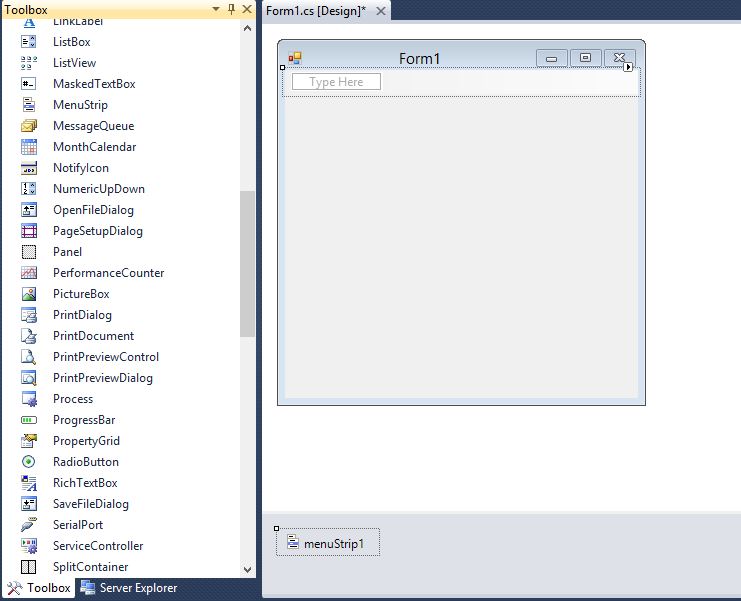 Toolbox
LinkLabel
ListBox
ListView
MaskedTextBox
MenuStrip
MessageQueue
MonthCalendar
NotifyIcon
NumericUpDown
OpenFileDialog
PageSetupDialog
Panel
PerformanceCounter
PictureBox
PrintDialog
PrintDocument
PrintPreviewControl
PrintPreviewDialog
Process
ProgressBar
PropertyGrid
RadioButton
RichTextBox
SaveFileDialog
SerialPort
ServiceController
SplitContainer
Toolbox
Server Explorer
Form1.cs [Design]*
Form1
Type Here
menuStrip1